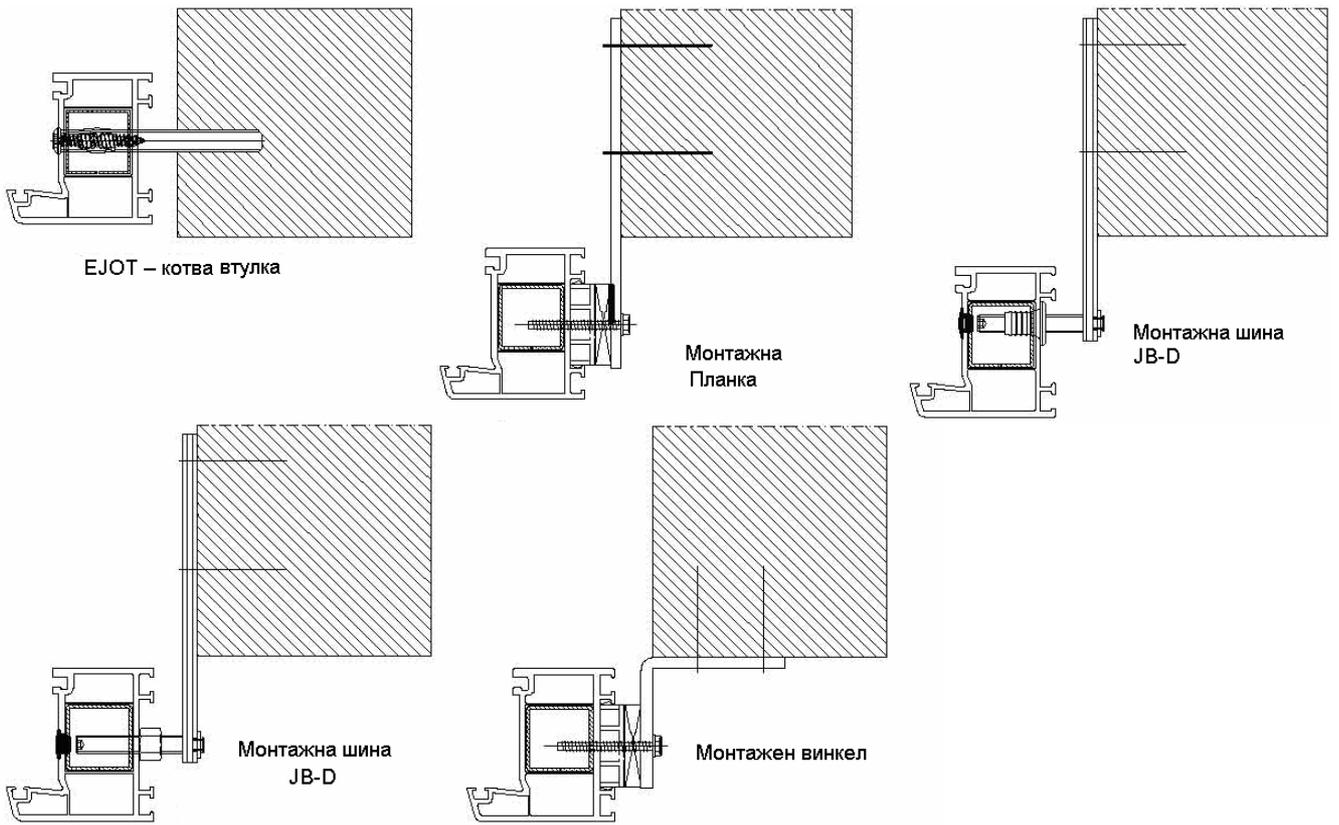 EJOT – котва втулка
Монтажна
Планка
Монтажна шина
JB-D
Монтажна шина
JB-D
Монтажен винкел